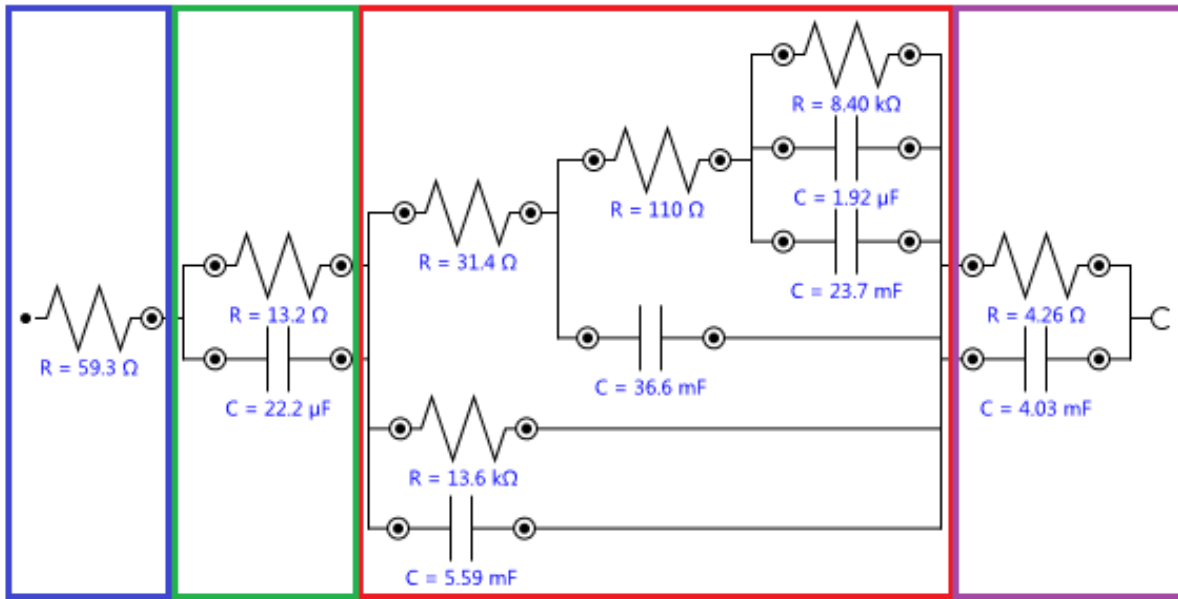 R = 59.3 Ω
R = 13.2 Ω
C = 22.2 µF
R = 31.4 Ω
R = 110 Ω
R = 8.40 kΩ
C = 1.92 µF
C = 23.7 mF
C = 36.6 mF
R = 13.6 kΩ
C = 5.59 mF
R = 4.26 Ω
C = 4.03 mF